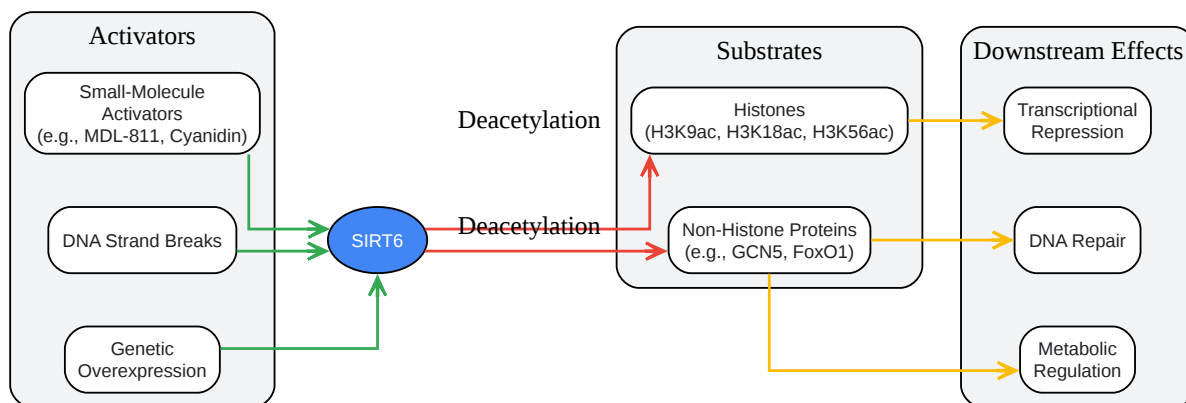 Activators
Small-Molecule
Activators
(e.g., MDL-811, Cyanidin)
DNA Strand Breaks
Genetic
Overexpression
SIRT6
Deacetylation
Deacetylation
Substrates
Histones
(H3K9ac, H3K18ac, H3K56ac)
Non-Histone Proteins
(e.g., GCN5, FoxO1)
Downstream Effects
Transcriptional
Repression
DNA Repair
Metabolic
Regulation